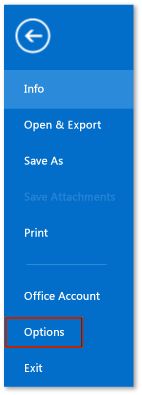 Info
Open & Export
Save As
Save Attachments
Print
Office Account
Options
Exit